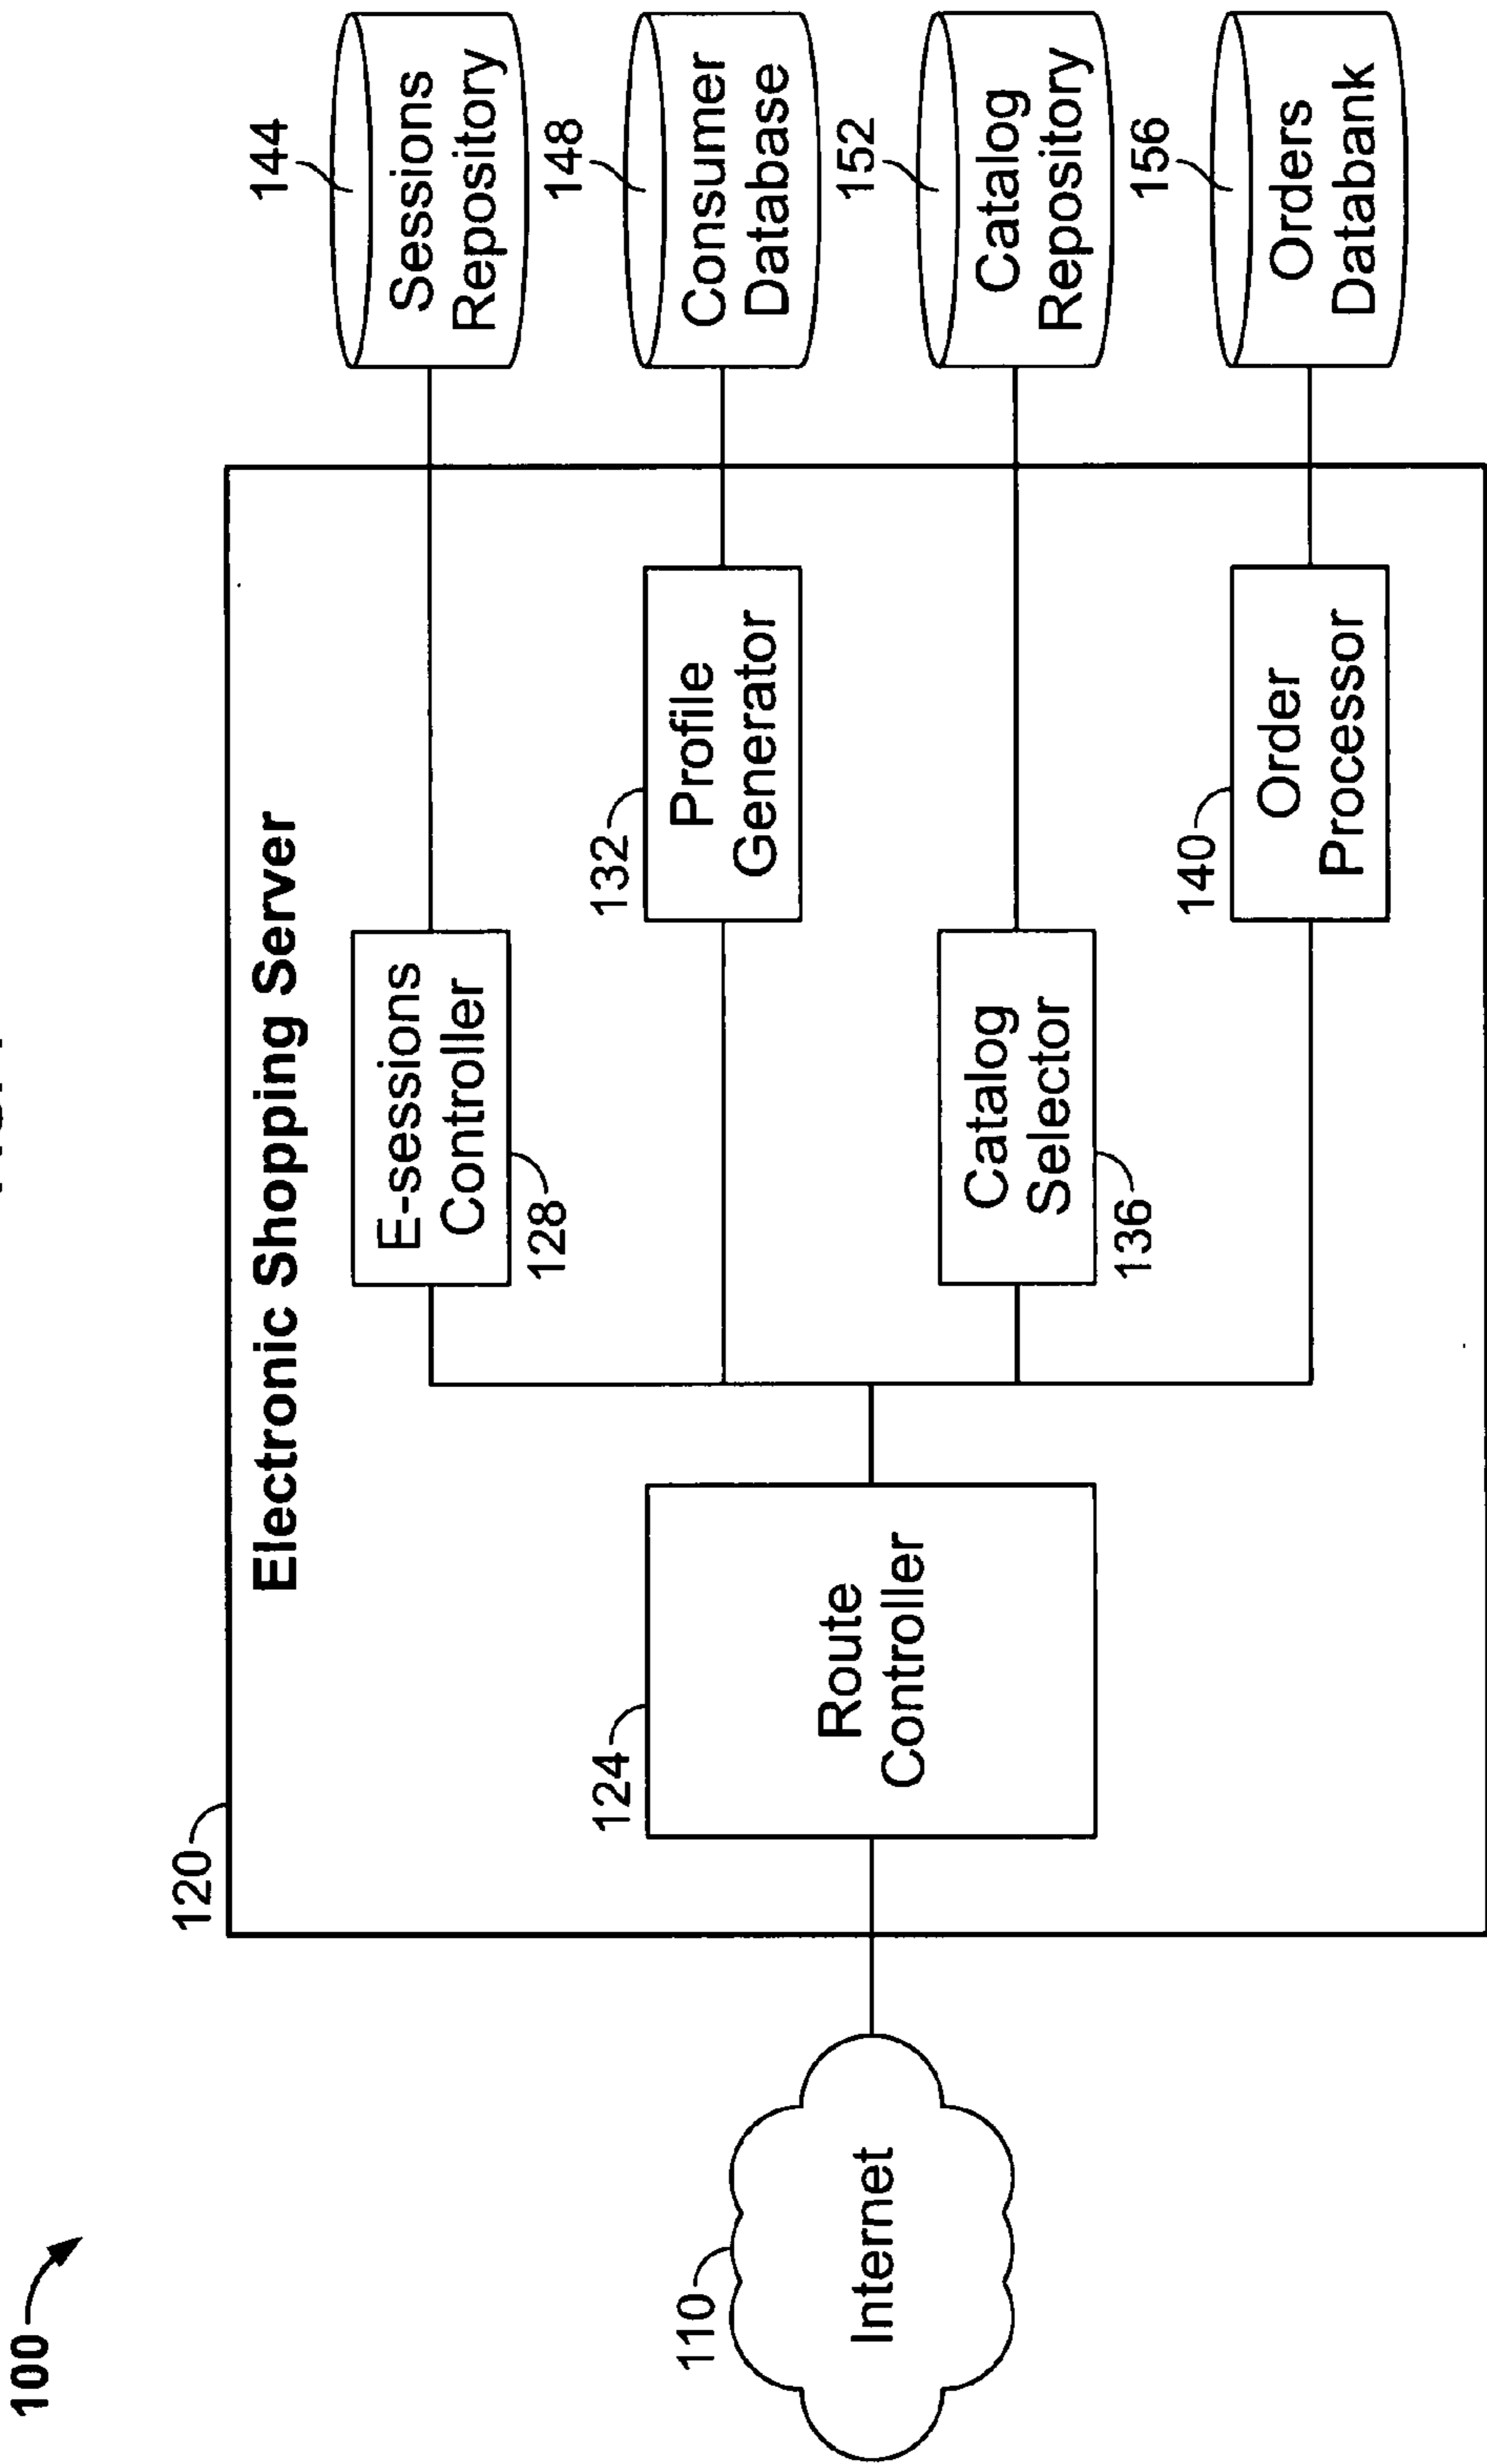 100
120
Electronic Shopping Server
110
Internet
124
Route
Controller
E-sessions
Controller
128
132
Profile
Generator
Catalog
Selector
136
140
Order
Processor
144
Sessions
Repository
148
Consumer
Database
152
Catalog
Repository
156
Orders
Databank